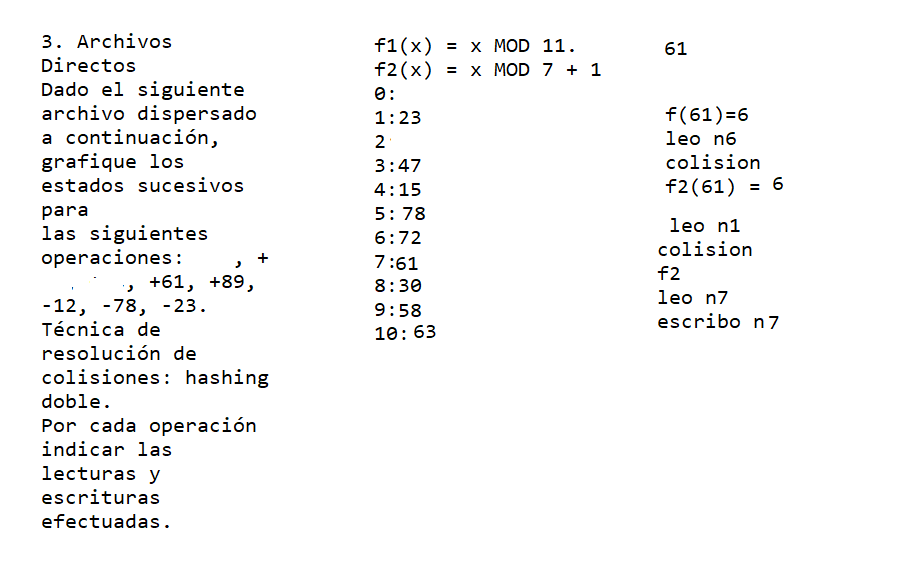 3. Archivos
Directos
Dado el siguiente
archivo dispersado
a continuación,
grafique los
estados sucesivos
para
las siguientes
operaciones: , +
, , +61, +89,
-12, -78, -23.
Técnica de
resolución de
colisiones: hashing
doble.
Por cada operación
indicar las
lecturas y
escrituras
efectuadas.
f1(x) = x MOD 11.
f2(x) = x MOD 7 + 1
0:
1:23
2
3:47
4:15
5:78
6:72
7:61
8:30
9:58
10:63
61
f(61)=6
leo n6
colision
f2(61) = 6
leo n1
colision
f2
leo n7
escribo n7